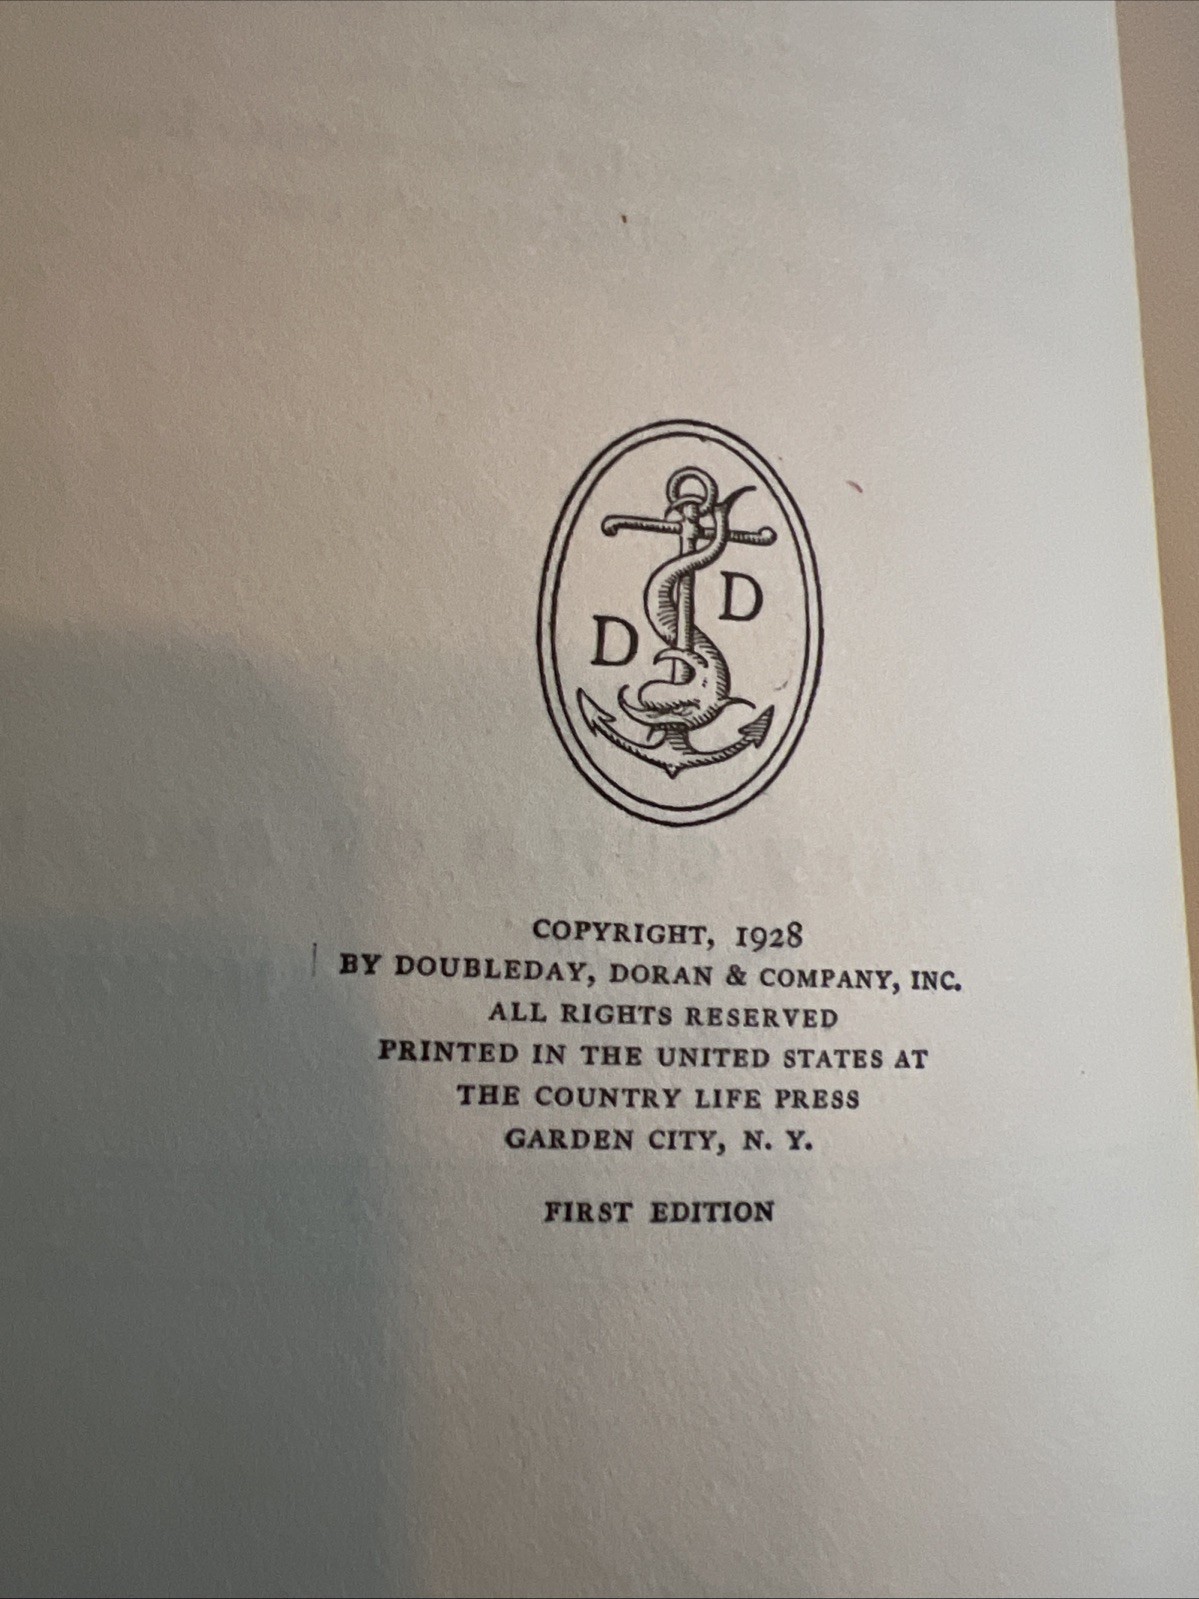 D
D
COPYRIGHT, 1928
BY DOUBLEDAY, DORAN & COMPANY, INC.
ALL RIGHTS RESERVED
PRINTED IN THE UNITED STATES AT
THE COUNTRY LIFE PRESS
GARDEN CITY, N. Y.
FIRST EDITION